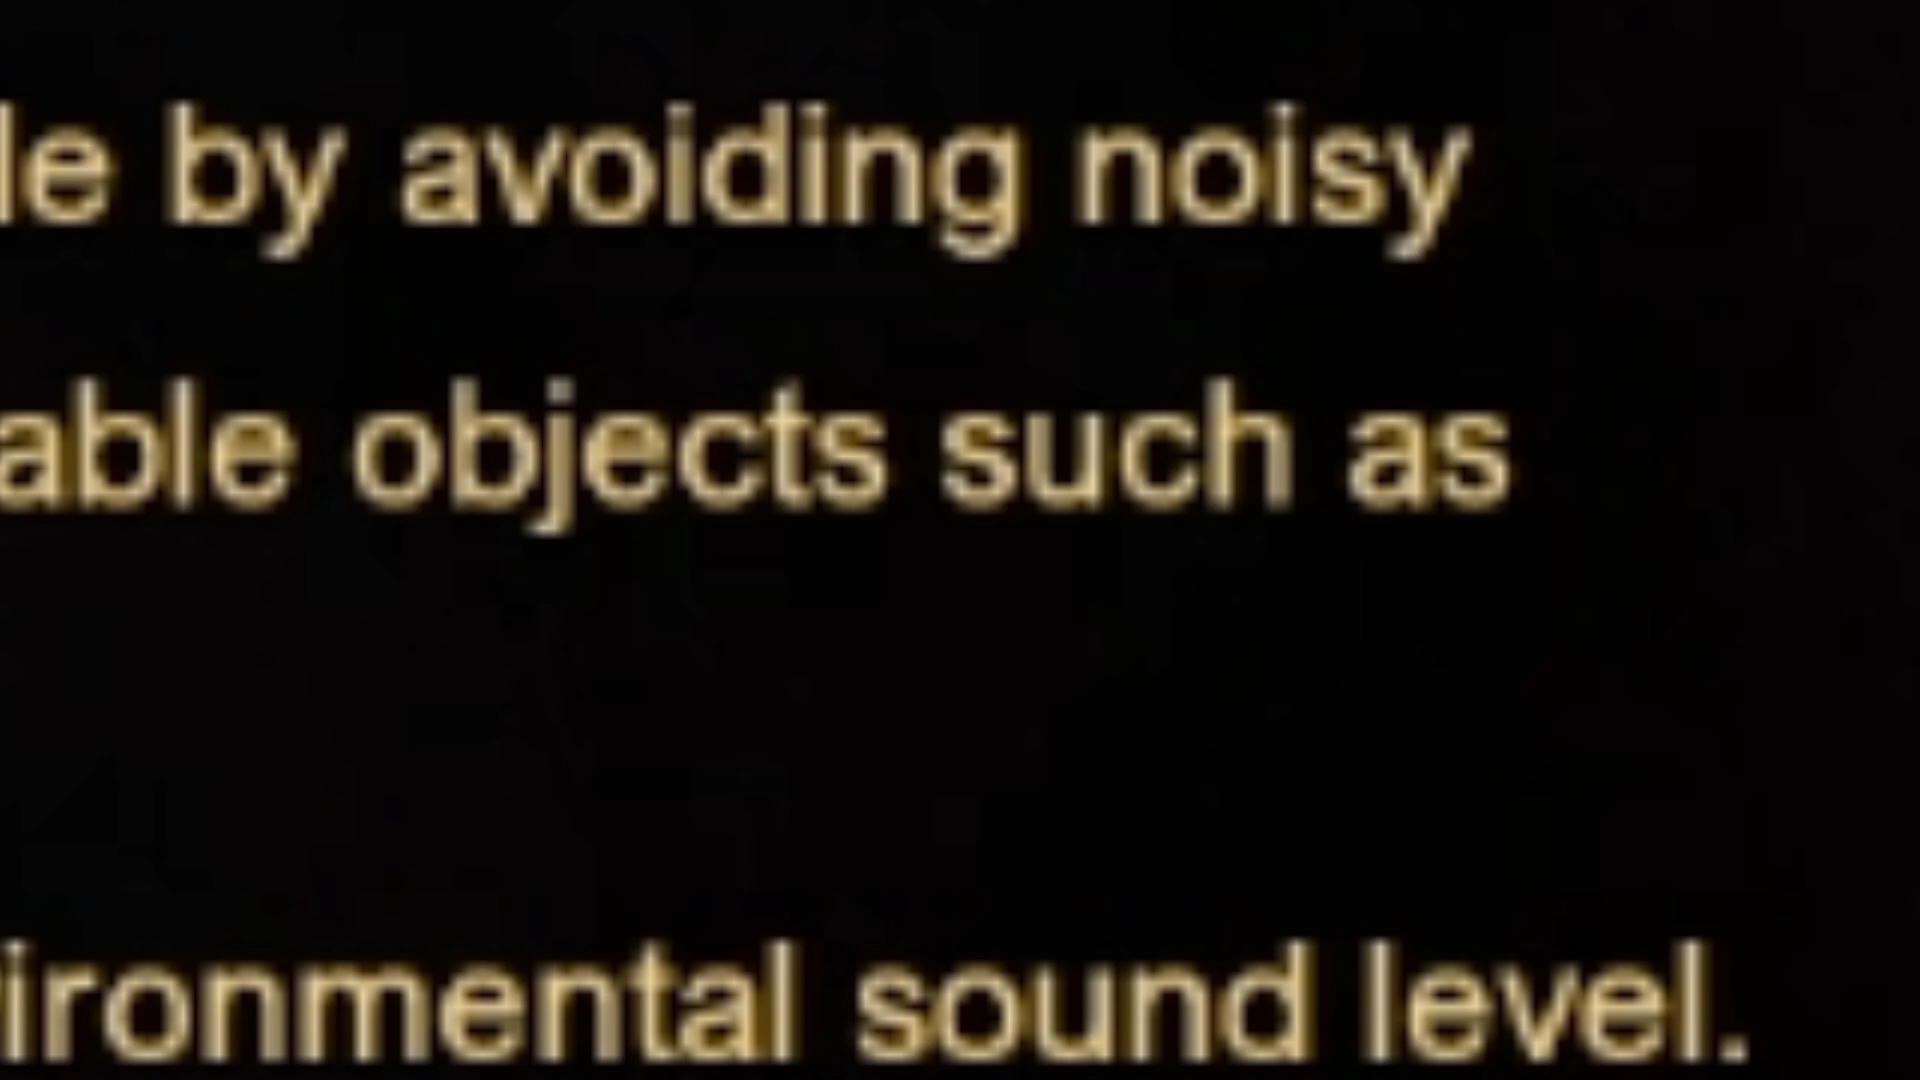 le by avoiding noisy
able objects such as
ironmental sound level.